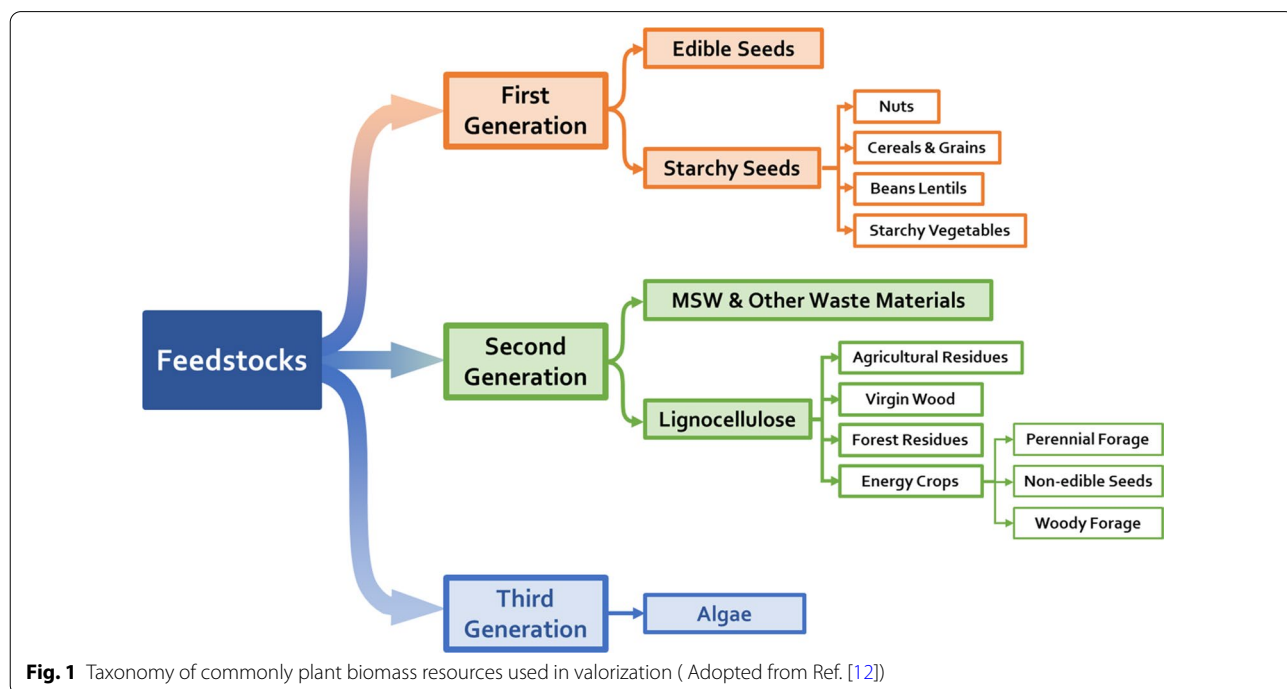 Feedstocks
First
Generation
Edible Seeds
Starchy Seeds
Nuts
Cereals & Grains
Beans Lentils
Starchy Vegetables
Second
Generation
MSW & Other Waste Materials
Lignocellulose
Agricultural Residues
Virgin Wood
Forest Residues
Energy Crops
Perennial Forage
Non-edible Seeds
Woody Forage
Third
Generation
Algae
Fig. 1 Taxonomy of commonly plant biomass resources used in valorization ( Adopted from Ref. [12])